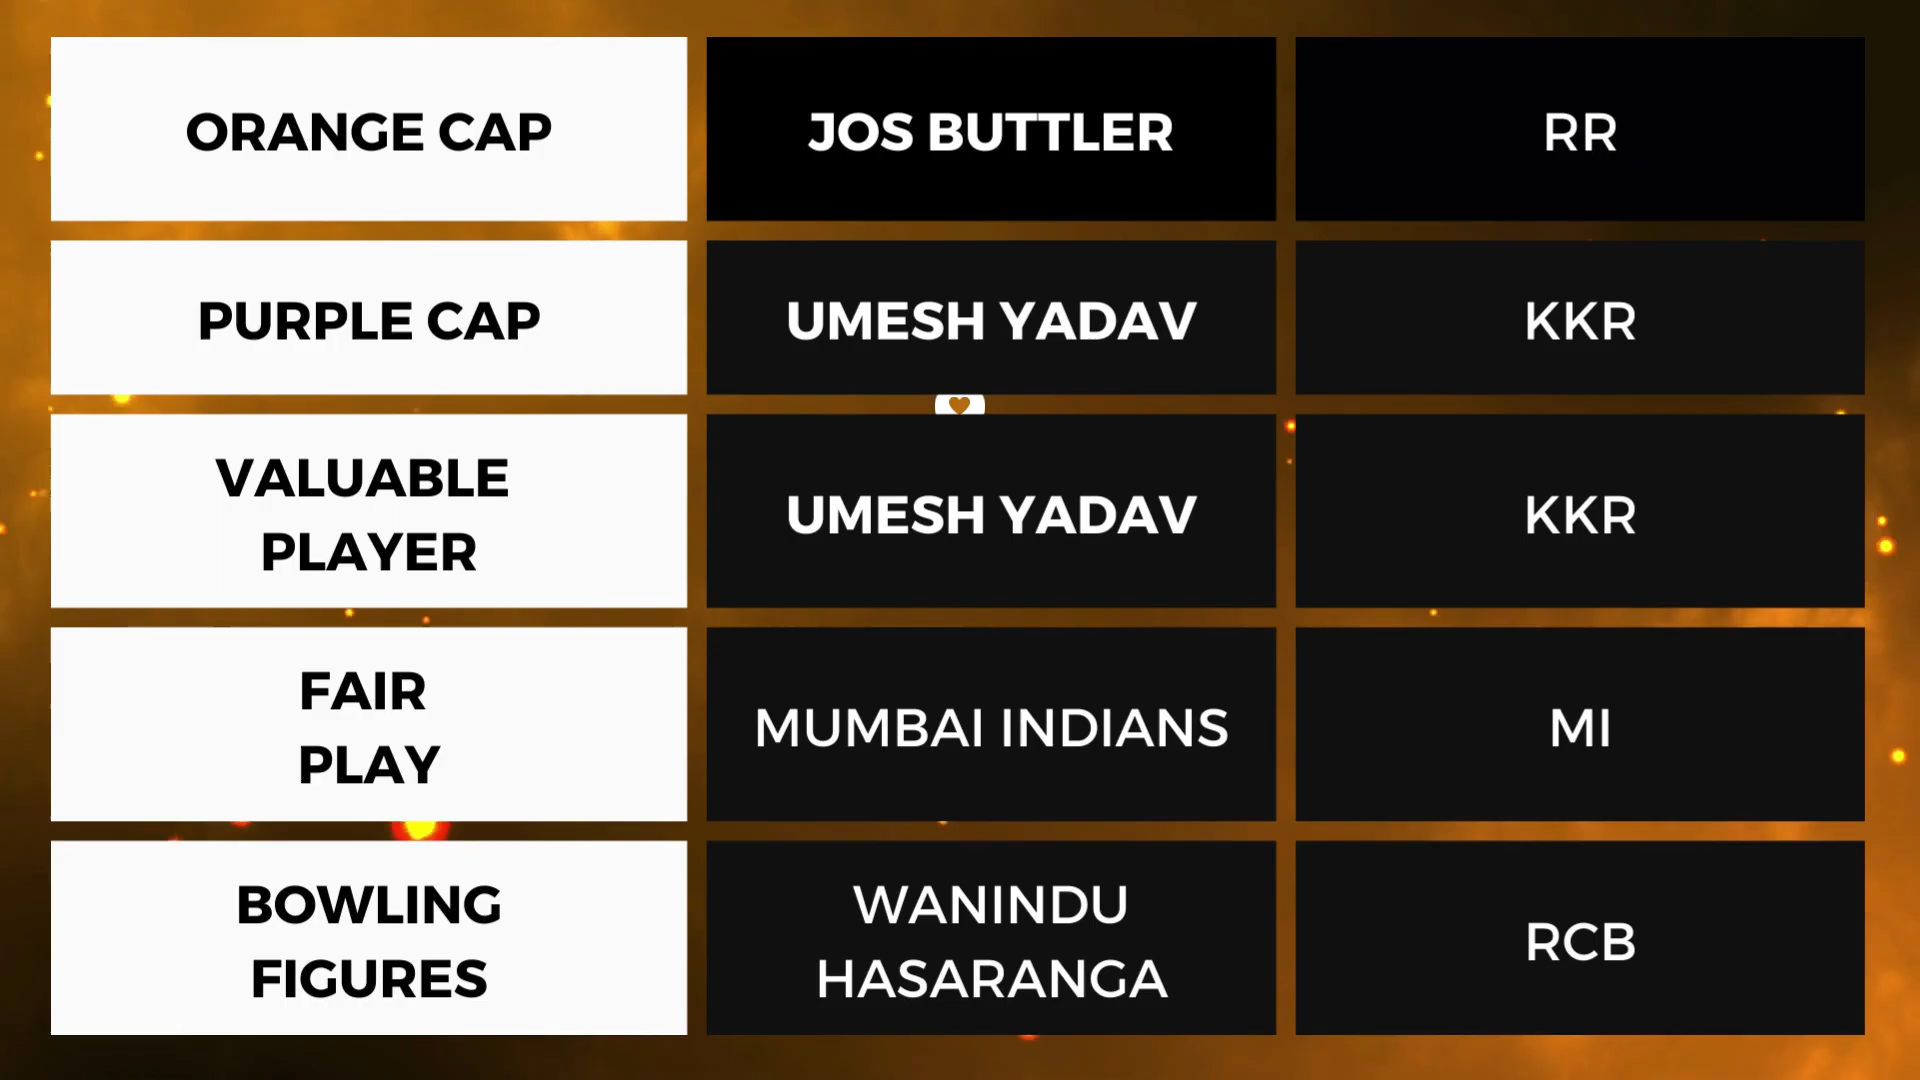 ORANGE CAP
JOS BUTTLER
RR
PURPLE CAP
UMESH YADAV
KKR
VALUABLE
PLAYER
UMESH YADAV
KKR
FAIR
PLAY
MUMBAI INDIANS
MI
BOWLING
FIGURES
WANINDU
HASARANGA
RCB